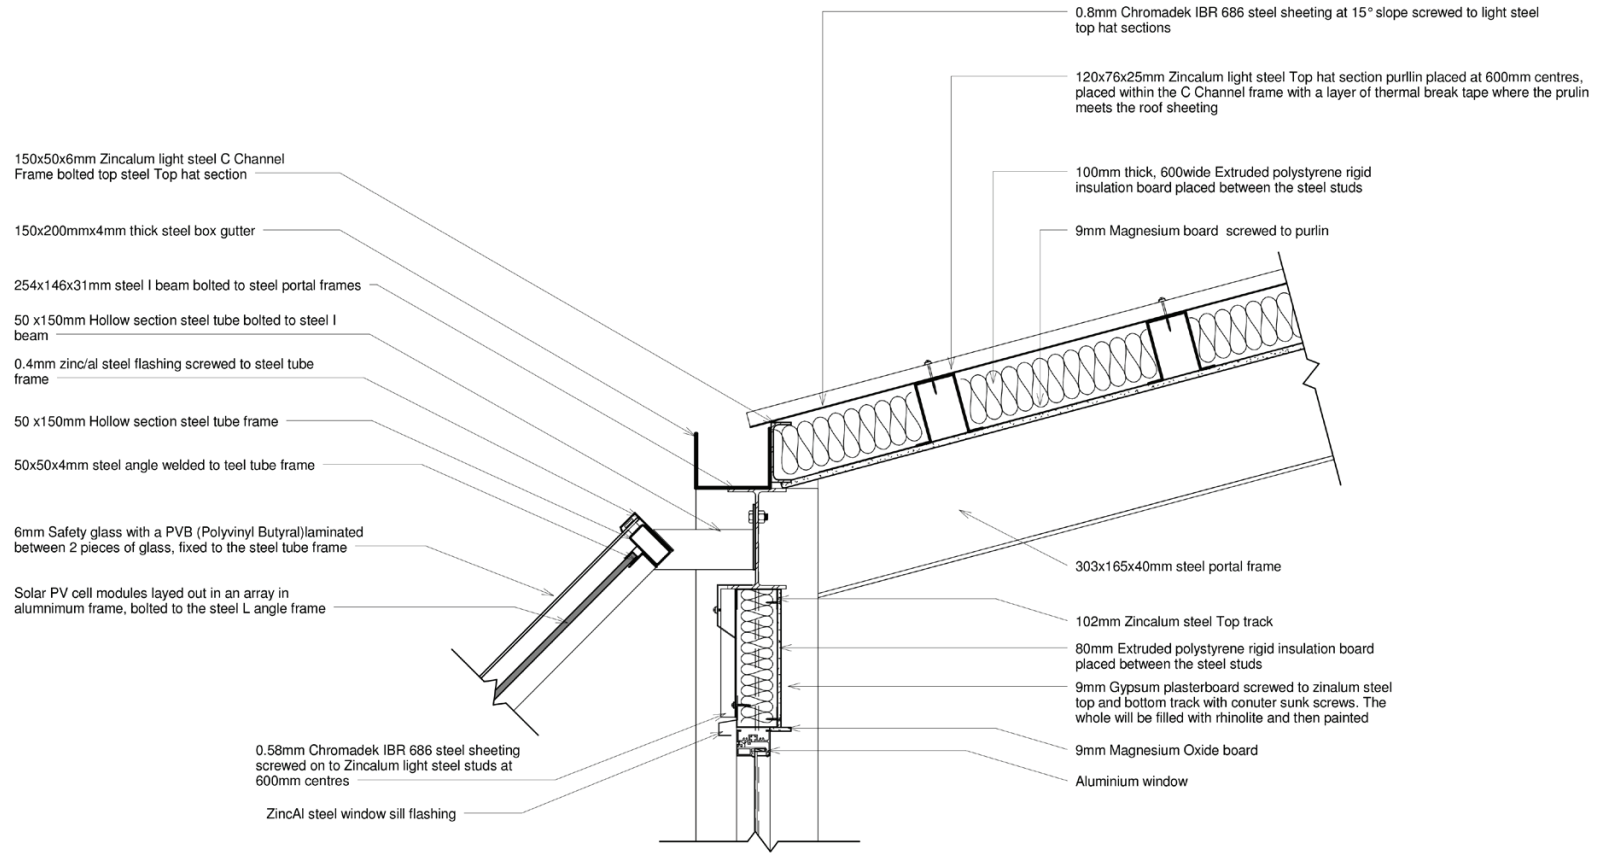 0.8mm Chromadek IBR 686 steel sheeting at 15° slope screwed to light steel
top hat sections
120x76x25mm Zincalum light steel Top hat section purllin placed at 600mm centres,
placed within the C Channel frame with a layer of thermal break tape where the prulin
meets the roof sheeting
100mm thick, 600wide Extruded polystyrene rigid
insulation board placed between the steel studs
9mm Magnesium board screwed to purlin
150x50x6mm Zincalum light steel C Channel
Frame bolted top steel Top hat section
150x200mmx4mm thick steel box gutter
254x146x31mm steel I beam bolted to steel portal frames
50 x150mm Hollow section steel tube bolted to steel I
beam
0.4mm zinc/al steel flashing screwed to steel tube
frame
50 x150mm Hollow section steel tube frame
50x50x4mm steel angle welded to teel tube frame
6mm Safety glass with a PVB (Polyvinyl Butyral)laminated
between 2 pieces of glass, fixed to the steel tube frame
Solar PV cell modules layed out in an array in
alumnimum frame, bolted to the steel L angle frame
0.58mm Chromadek IBR 686 steel sheeting
screwed on to Zincalum light steel studs at
600mm centres
ZincAl steel window sill flashing
303x165x40mm steel portal frame
102mm Zincalum steel Top track
80mm Extruded polystyrene rigid insulation board
placed between the steel studs
9mm Gypsum plasterboard screwed to zinalum steel
top and bottom track with conuter sunk screws. The
whole will be filled with rhinolite and then painted
9mm Magnesium Oxide board
Aluminium window